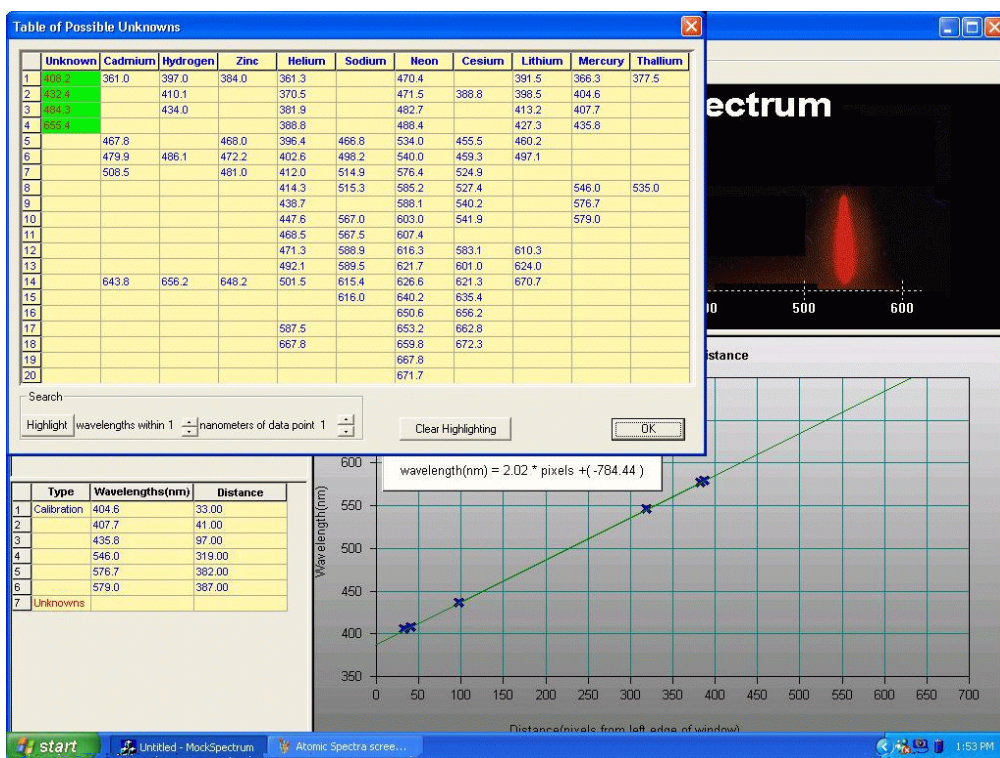 Table of Possible Unknowns
Unknown Cadmium Hydrogen Zinc Helium Sodium Neon Cesium Lithium Mercury Thallium
1 408.2 361.0 397.0 384.0 361.3 470.4 391.5 366.3 377.5
2 432.4 410.1 370.5 471.5 388.8 398.5 404.6
3 484.3 434.0 381.9 482.7 413.2 407.7
4 655.4 388.8 488.4 427.3 435.8
5 467.8 468.0 396.4 466.8 534.0 455.5 460.2
6 479.9 486.1 472.2 402.6 498.2 540.0 459.3 497.1
7 508.5 481.0 412.0 514.9 576.4 524.9
8 414.3 515.3 585.2 527.4 546.0 535.0
9 438.7 588.1 540.2 576.7
10 447.6 567.0 603.0 541.9 579.0
11 468.5 567.5 607.4
12 471.3 588.9 616.3 583.1 610.3
13 492.1 589.5 621.7 601.0 624.0
14 643.8 656.2 648.2 501.5 615.4 626.6 621.3 670.7
15 616.0 640.2 635.4
16 650.6 656.2
17 587.5 653.2 662.8
18 667.8 659.8 672.3
19 667.8
20 671.7
Search
Highlight wavelengths within 1 nanometers of data point 1
Clear Highlighting
OK
ectrum
00 500 600
istance
wavelength(nm) = 2.02 * pixels +( -784.44 )
Type Wavelengths(nm) Distance
1 Calibration 404.6 33.00
2 407.7 41.00
3 435.8 97.00
4 546.0 319.00
5 576.7 382.00
6 579.0 387.00
7 Unknowns
Wavelength(nm)
600
550
500
450
400
350
0 50 100 150 200 250 300 350 400 450 500 550 600 650 700
Distance(pixels from left edge of window)
start Untitled - MockSpectrum Atomic Spectra scree... 1:53 PM